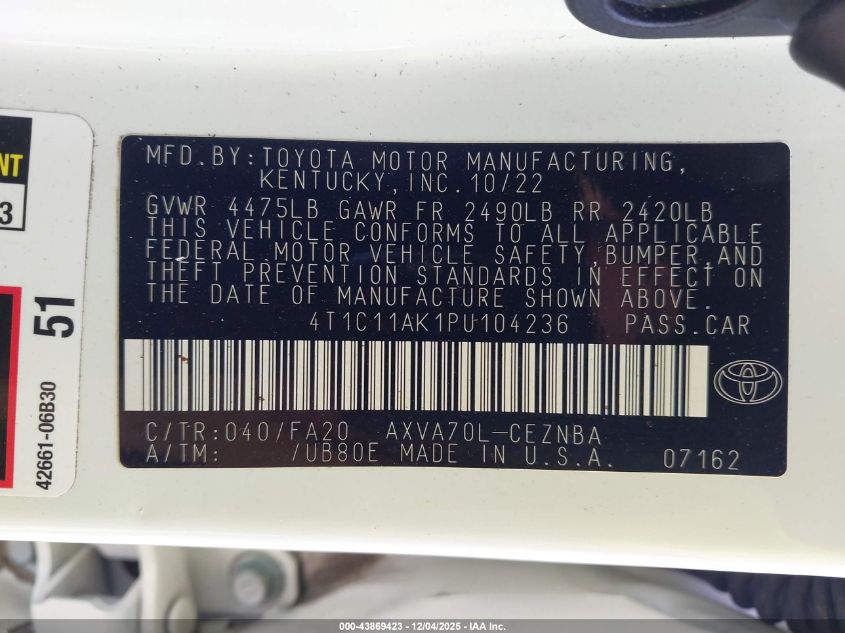 NT
3
51
42661-06B30
MFD.BY:TOYOTA MOTOR MANUFACTURING,
KENTUCKY,INC.10/22
GVWR 4475LB GAWR FR 2490LB RR 2420LB
THIS VEHICLE CONFORMS TO ALL APPLICABLE
FEDERAL MOTOR VEHICLE SAFETY,BUMPER,AND
THEFT PREVENTION STANDARDS IN EFFECT ON
THE DATE OF MANUFACTURE SHOWN ABOVE.
4T1C11AK1PU104236 PASS.CAR
C/TR:040/FA20 AXVA70L-CEZNBA
A/TM: /UB80E MADE IN U.S.A. 07162
000-43869423 - 12/04/2025 - IAA Inc.